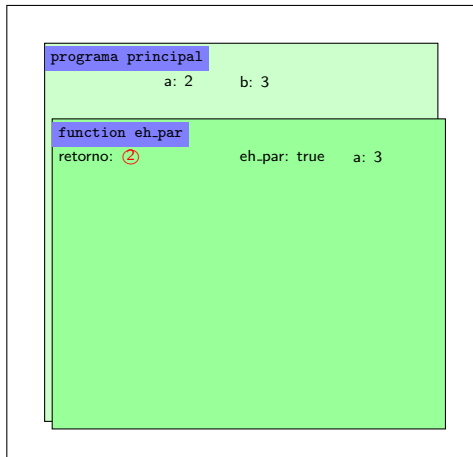 programa principal
a: 2 b: 3
function eh_par
retorno: 2 eh_par: true a: 3